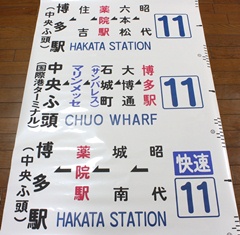 博多駅
(中央ふ頭)
住吉
薬院駅
六本松
昭代
11
HAKATA STATION
中央ふ頭
(国際港ターミナル)
マリンメッセ
(サンパレス)
石城町
大博通
博多駅
11
CHUO WHARF
博多駅
(中央ふ頭)
薬院駅
城南
昭代
快速
11
HAKATA STATION